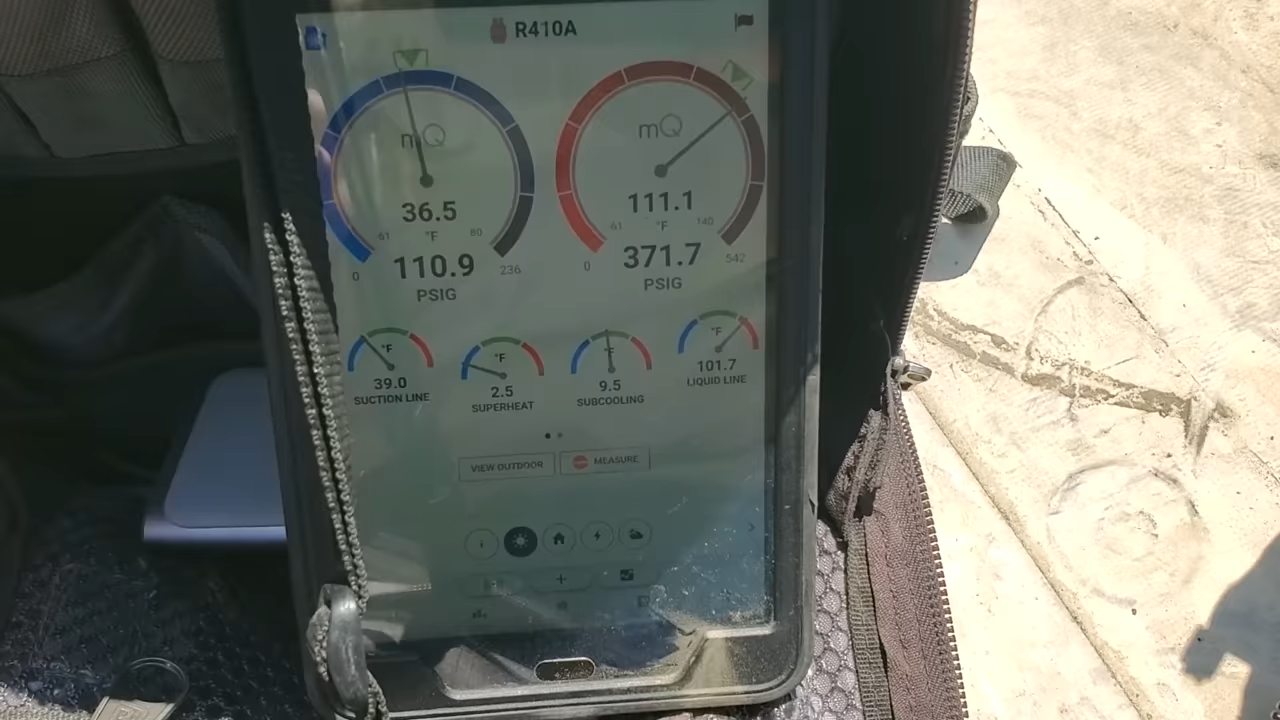 R410A
mQ
36.5
61 °F 80
0 110.9 236
PSIG
mQ
111.1
61 °F 140
0 371.7 542
PSIG
°F
39.0
SUCTION LINE
°F
2.5
SUPERHEAT
°F
9.5
SUBCOOLING
°F
101.7
LIQUID LINE
VIEW OUTDOOR
MEASURE